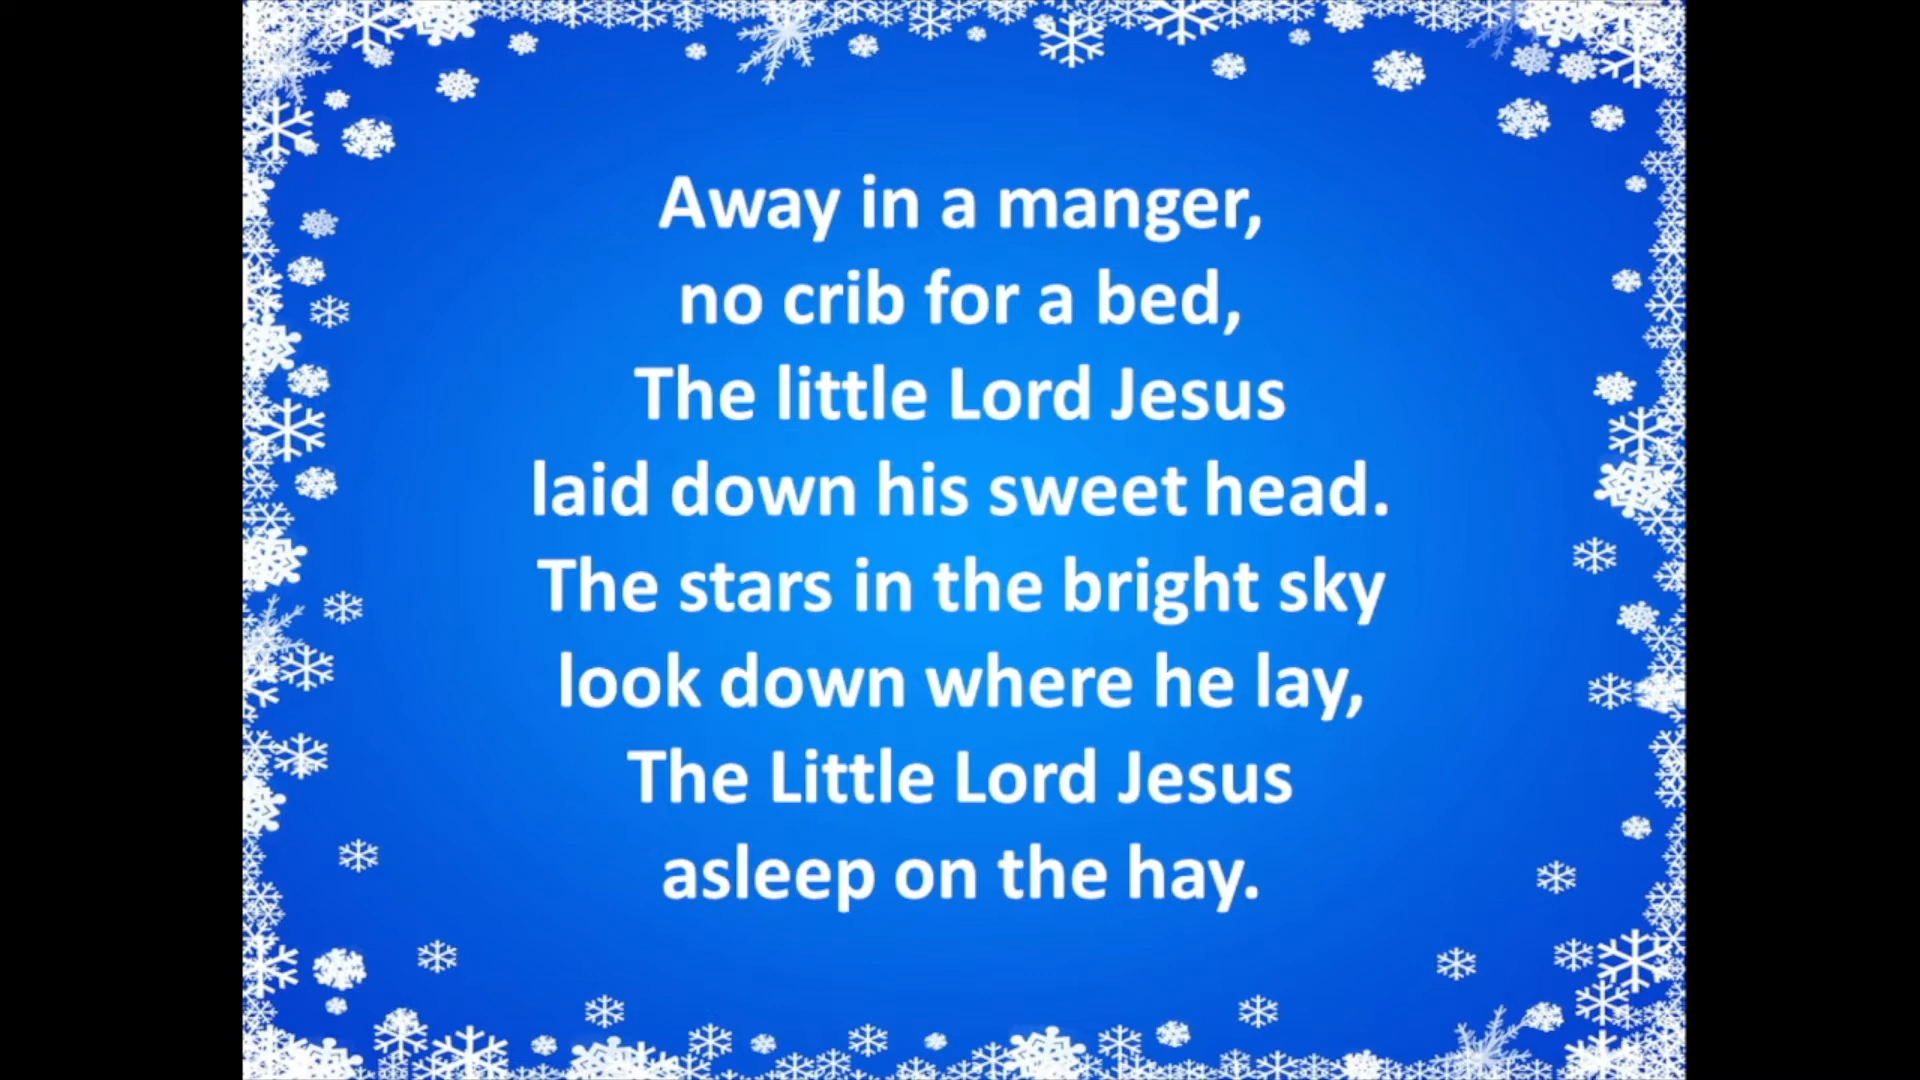 Away in a manger,
no crib for a bed,
The little Lord Jesus
laid down his sweet head.
The stars in the bright sky
look down where he lay,
The Little Lord Jesus
asleep on the hay.